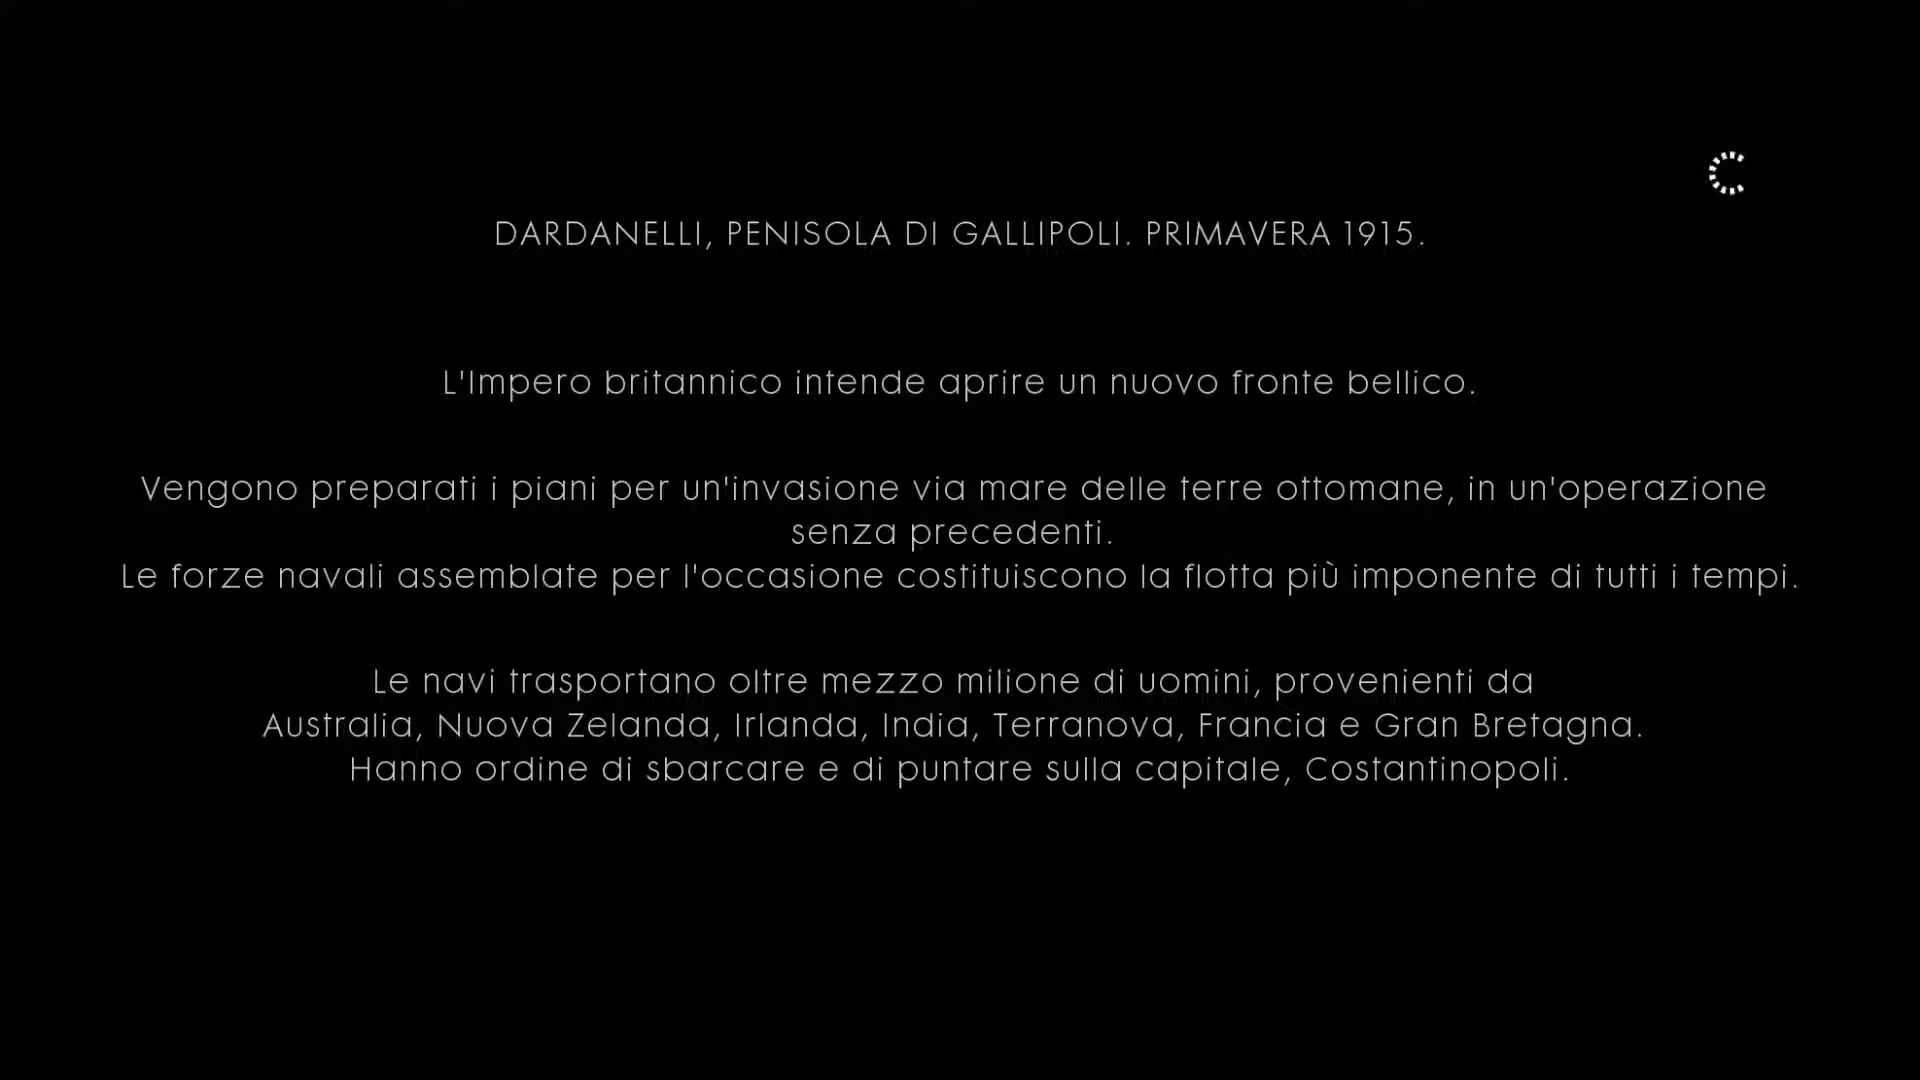 DARDANELLI, PENISOLA DI GALLIPOLI. PRIMAVERA 1915.
L'Impero britannico intende aprire un nuovo fronte bellico.
Vengono preparati i piani per un'invasione via mare delle terre ottomane, in un'operazione
senza precedenti.
Le forze navali assemblate per l'occasione costituiscono la flotta più imponente di tutti i tempi.
Le navi trasportano oltre mezzo milione di uomini, provenienti da
Australia, Nuova Zelanda, Irlanda, India, Terranova, Francia e Gran Bretagna.
Hanno ordine di sbarcare e di puntare sulla capitale, Costantinopoli.